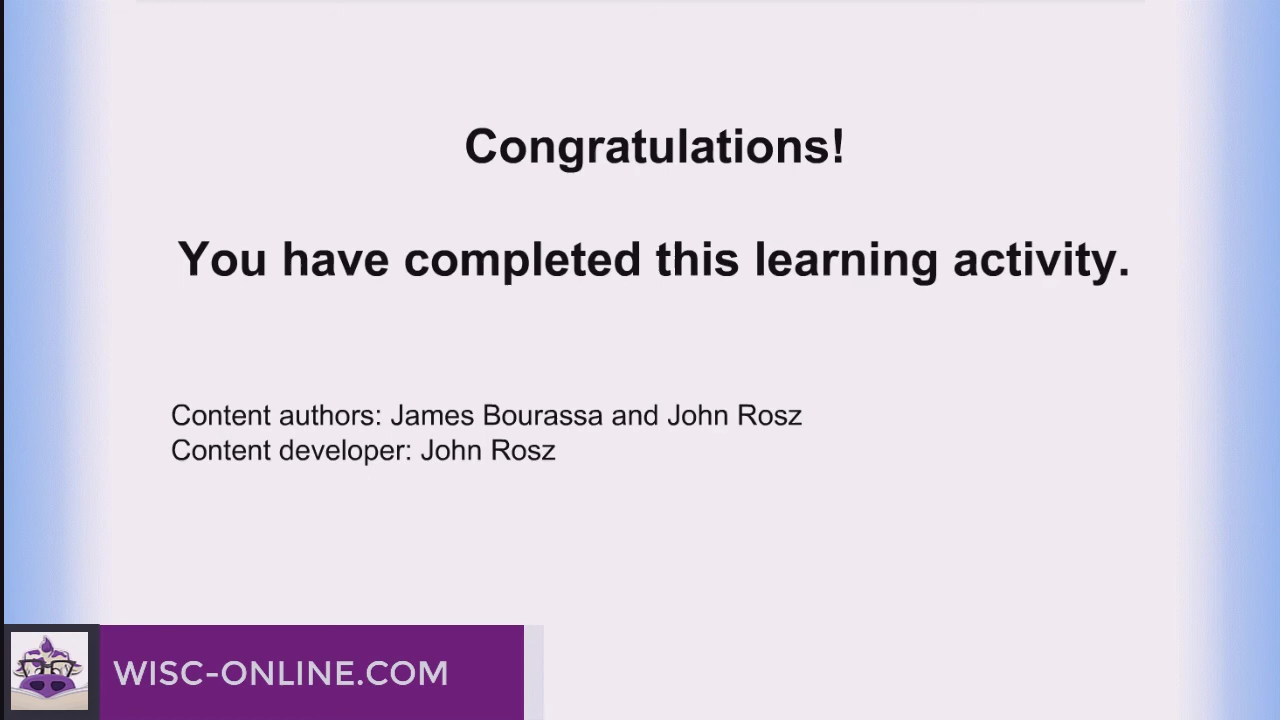 Congratulations!
You have completed this learning activity.
Content authors: James Bourassa and John Rosz
Content developer: John Rosz
WISC-ONLINE.COM